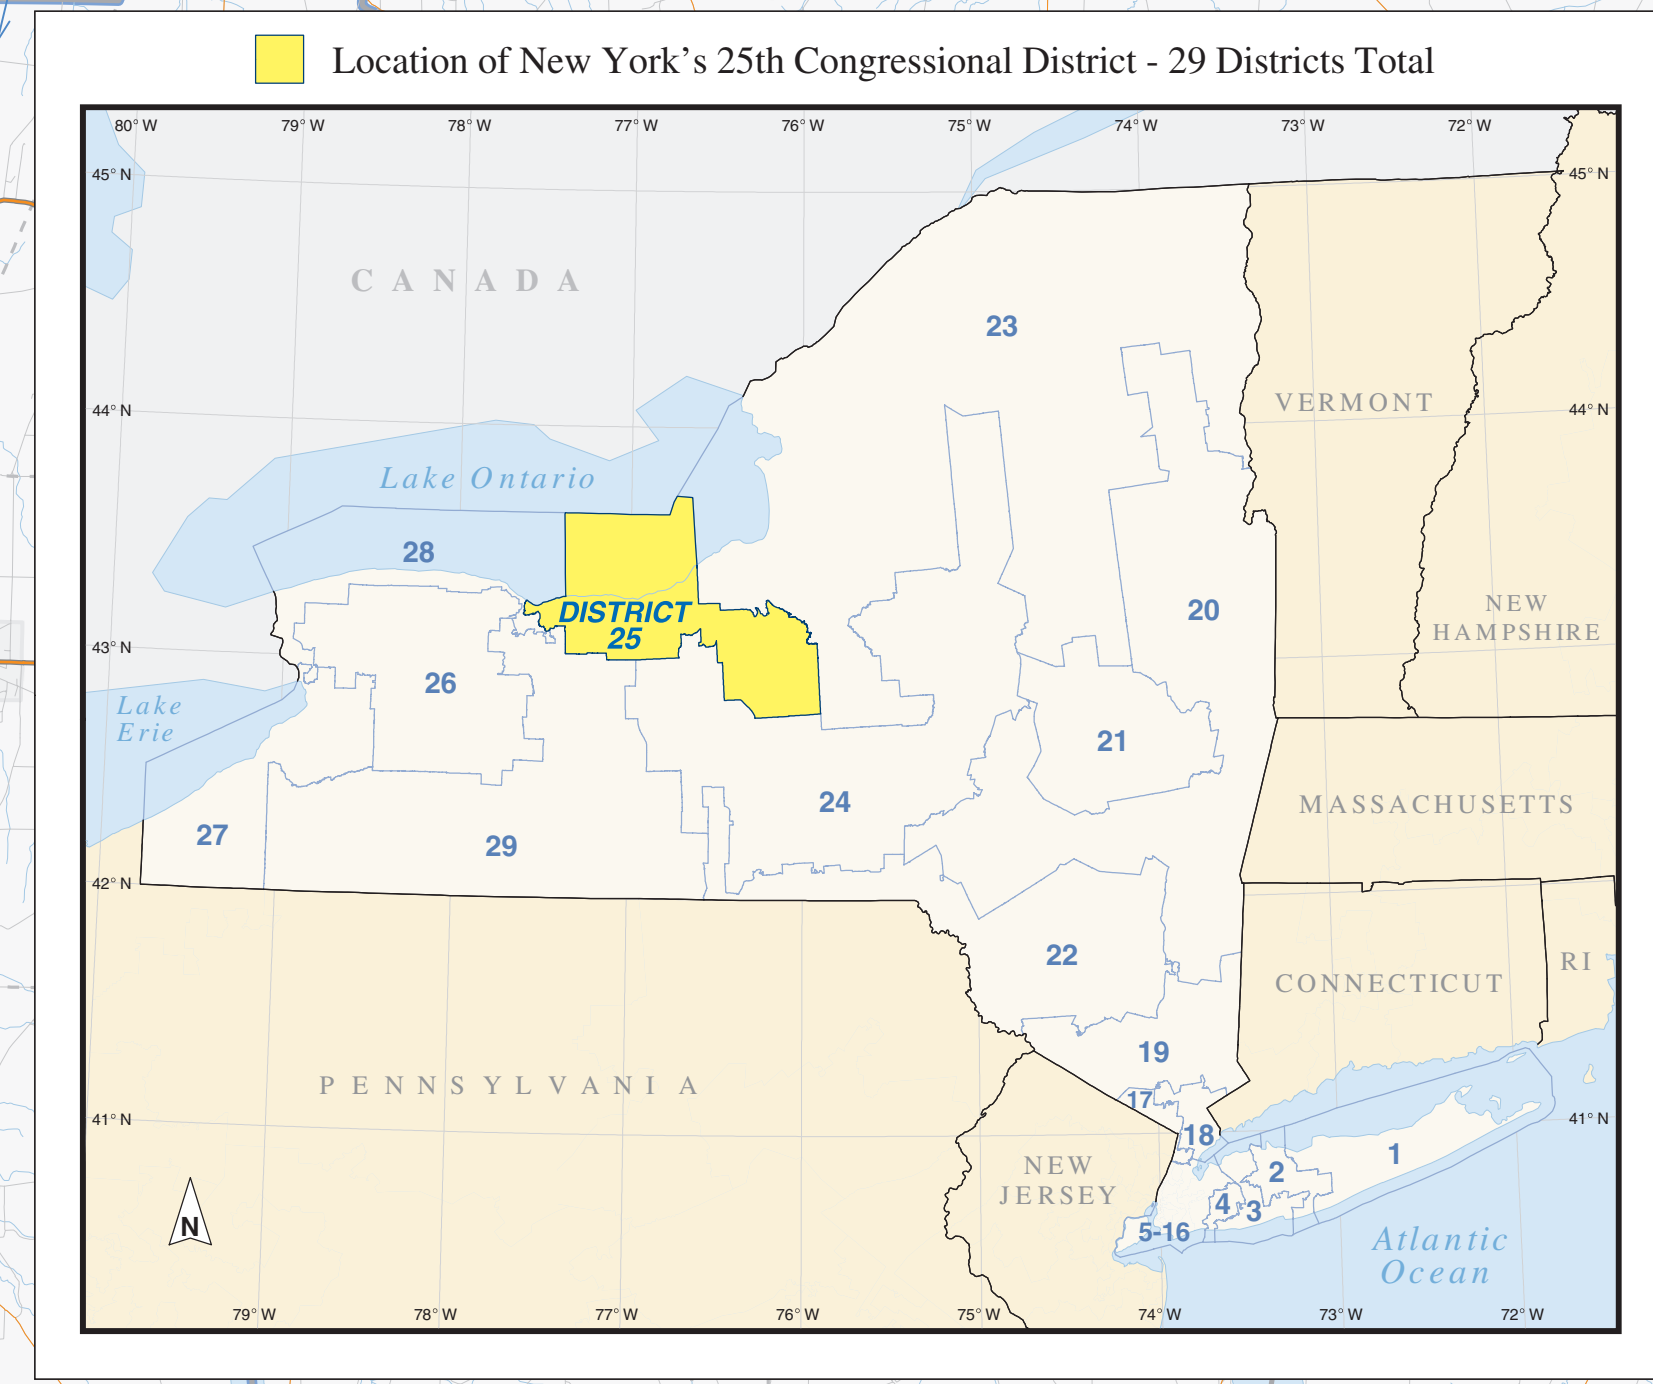 Location of New York's 25th Congressional District - 29 Districts Total
80° W 79° W 78° W 77° W 76° W 75° W 74° W 73° W 72° W
45° N 45° N
C A N A D A
23
VERMONT
44° N 44° N
Lake Ontario
28
DISTRICT
25
20
NEW
HAMPSHIRE
43° N
26
Lake
Erie
21
24
MASSACHUSETTS
27
29
42° N
22
CONNECTICUT
RI
19
P E N N S Y L V A N I A
17
41° N 41° N
18
1
NEW
JERSEY
2
4
3
5-16
N
Atlantic
Ocean
79° W 78° W 77° W 76° W 75° W 74° W 73° W 72° W